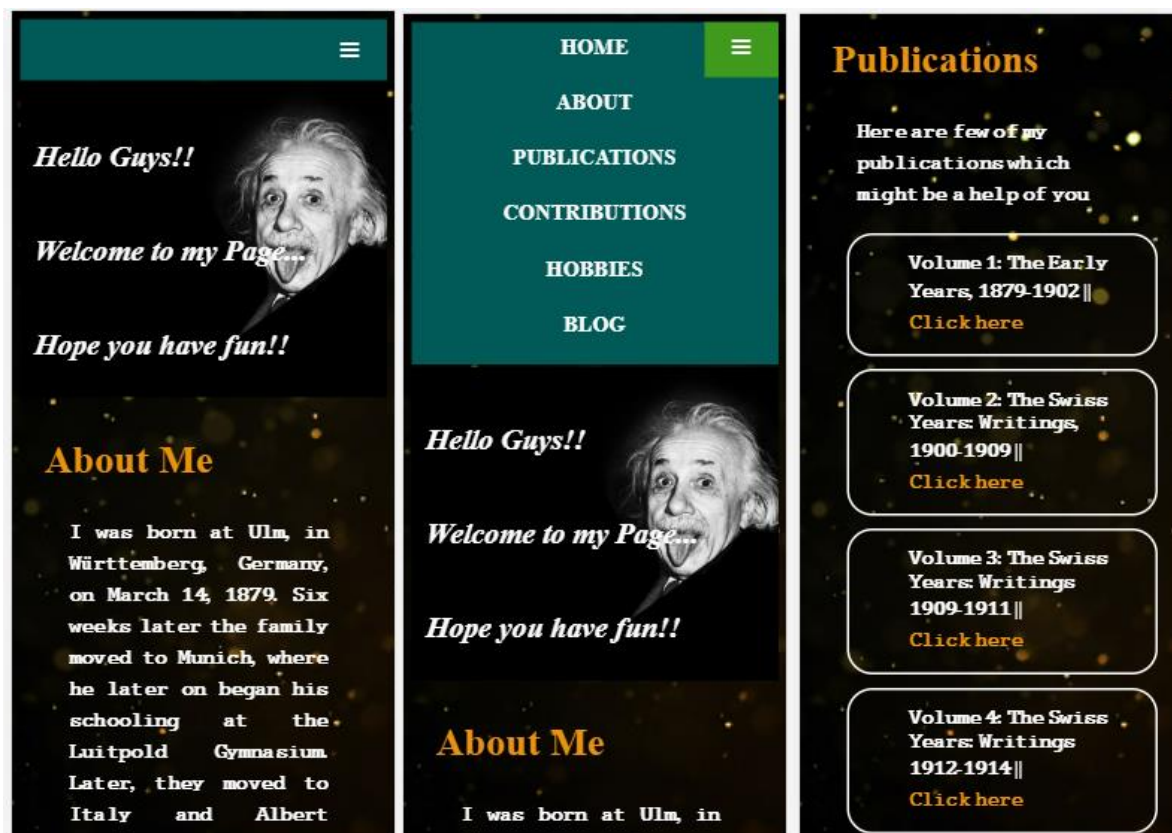 Hello Guys!!
Welcome to my Page...
Hope you have fun!!
About Me
I was born at Ulm, in
Württemberg, Germany,
on March 14, 1879. Six
weeks later the family
moved to Munich, where
he later on began his
schooling at the
Luitpold Gymnasium.
Later, they moved to
Italy and Albert
HOME
ABOUT
PUBLICATIONS
CONTRIBUTIONS
HOBBIES
BLOG
Hello Guys!!
Welcome to my Page...
Hope you have fun!!
About Me
I was born at Ulm, in
Publications
Here are few of my
publications which
might be a help of you
Volume 1: The Early
Years, 1879-1902 ||
Click here
Volume 2: The Swiss
Years: Writings,
1900-1909 ||
Click here
Volume 3: The Swiss
Years: Writings
1909-1911 ||
Click here
Volume 4: The Swiss
Years: Writings
1912-1914 ||
Click here